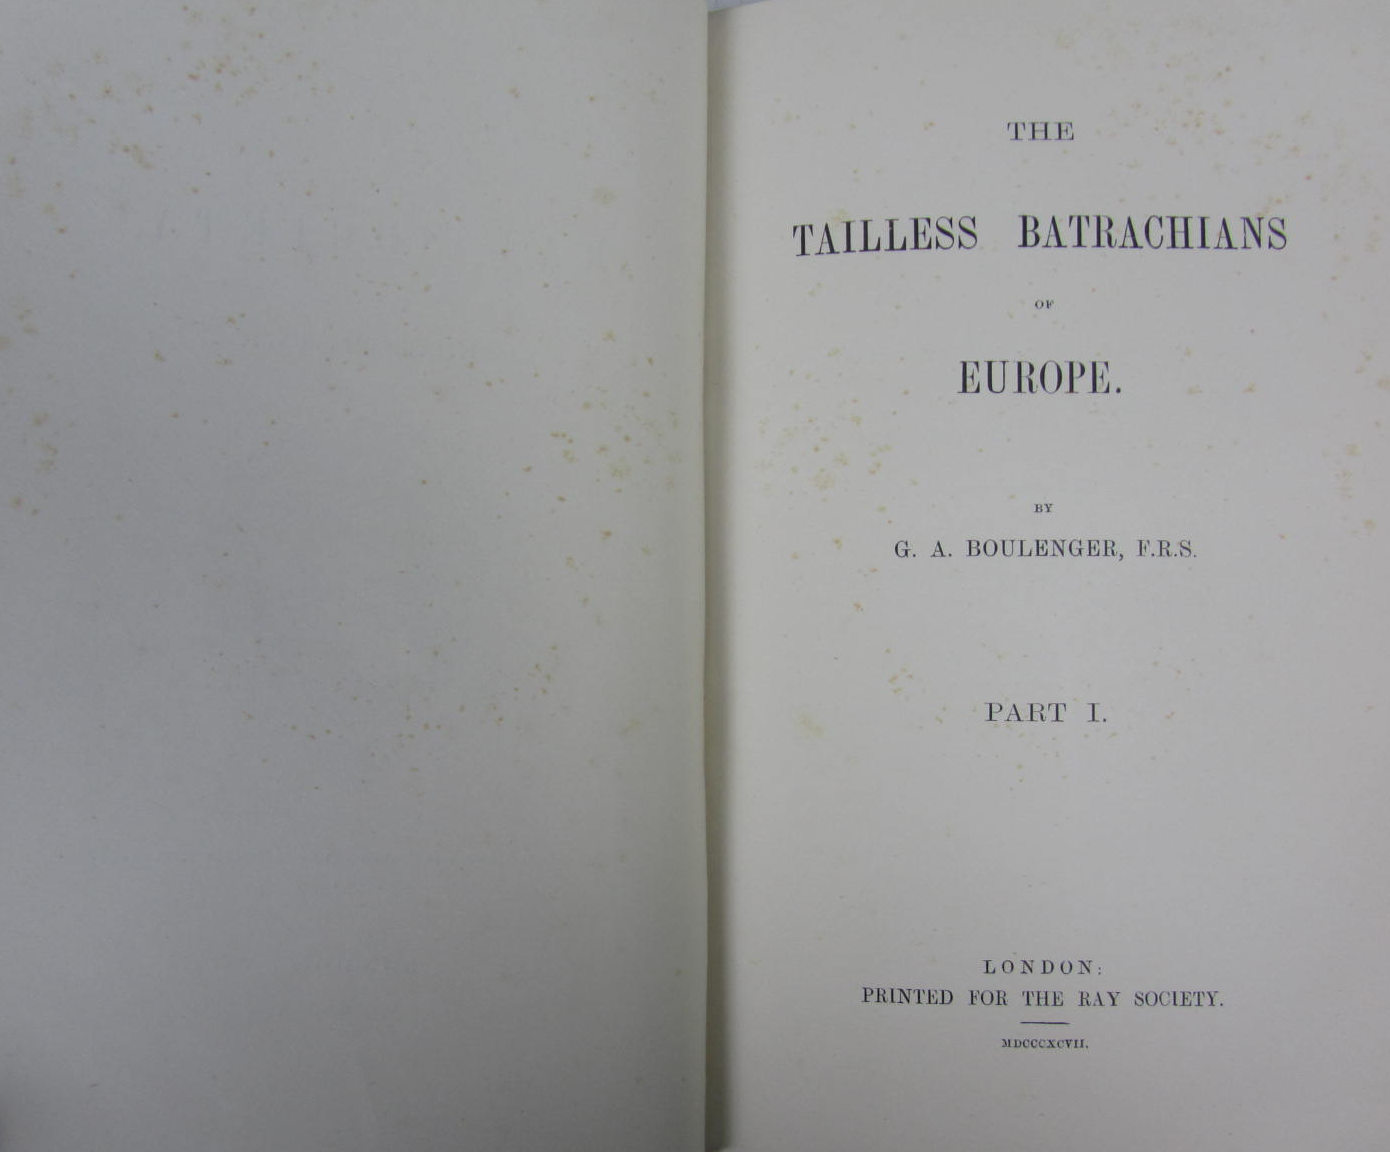 THE
TAILLESS BATRACHIANS
OF
EUROPE.
BY
G. A. BOULENGER, F.R.S.
PART I.
LONDON:
PRINTED FOR THE RAY SOCIETY.
MDCCCXCVII.